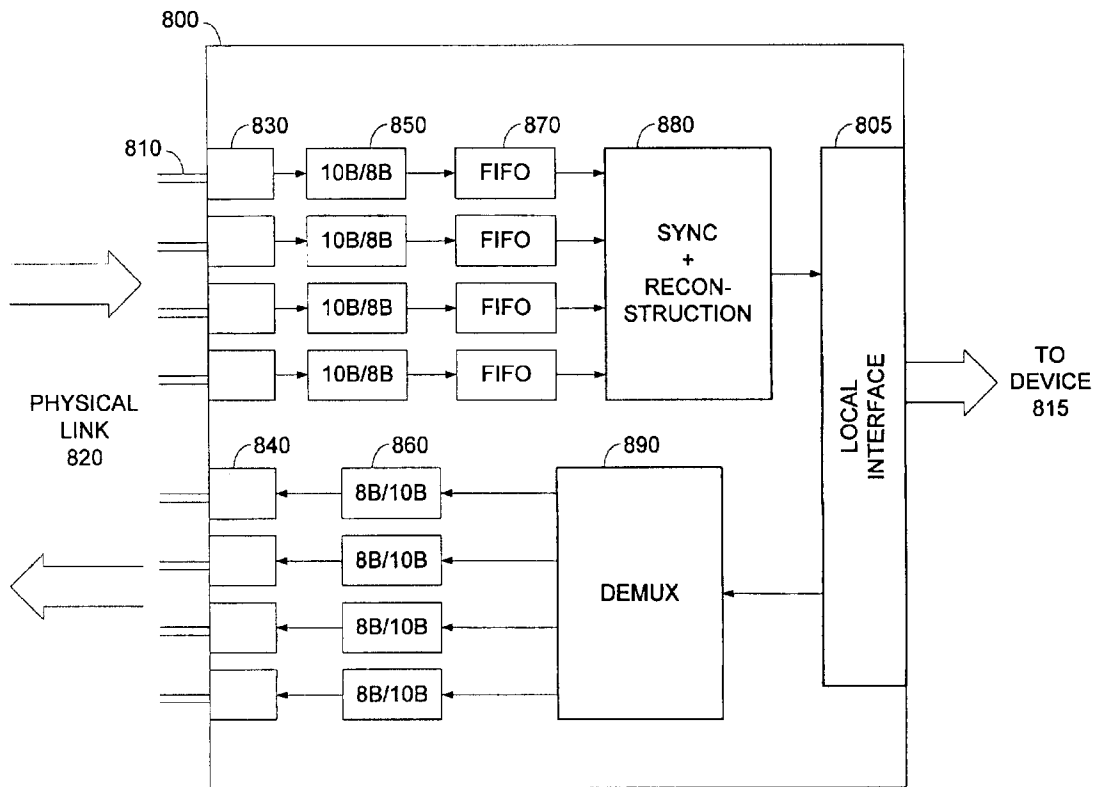 800
830
850
870
880
805
810
10B/8B
FIFO
10B/8B
FIFO
10B/8B
FIFO
10B/8B
FIFO
SYNC
+
RECON-
STRUCTION
LOCAL
INTERFACE
TO
DEVICE
815
PHYSICAL
LINK
820
840
860
890
8B/10B
8B/10B
8B/10B
8B/10B
DEMUX